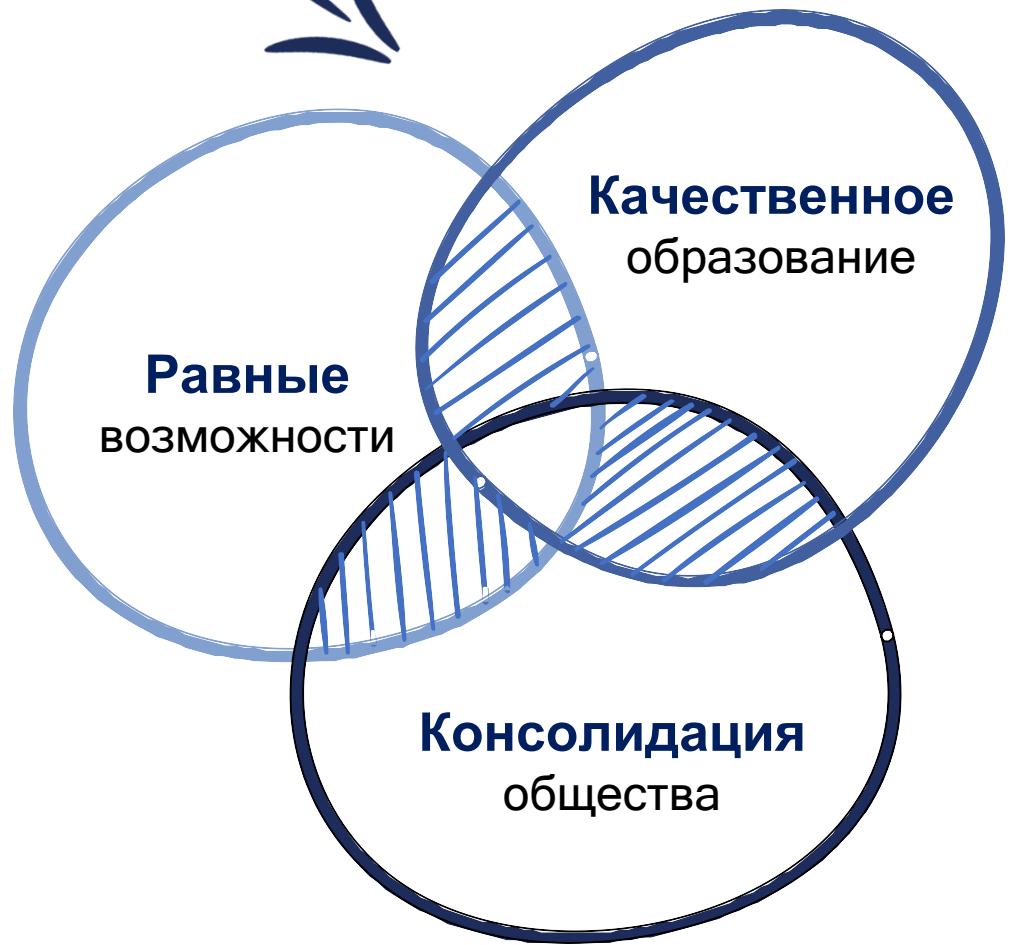 Качественное
образование
Равные
возможности
Консолидация
общества